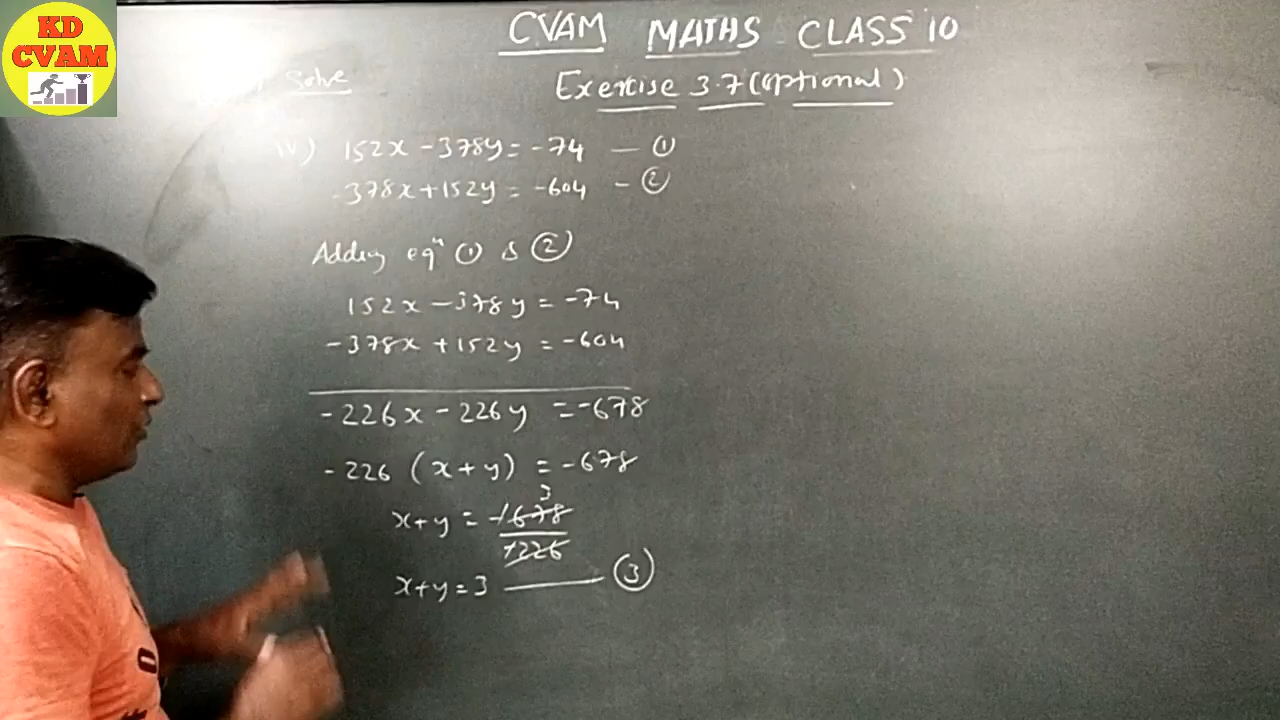 KD
CVAM
CVAM MATHS CLASS 10
Solve
Exercise 3.7 (optional)
iv) 152x - 378y = -74 — ①
-378x + 152y = -604 - ②
Adding eqⁿ ① & ②
152x - 378y = -74
-378x + 152y = -604
-226x - 226y = -678
-226 (x + y) = -678
3
x + y = -678
-226
x + y = 3 — ③